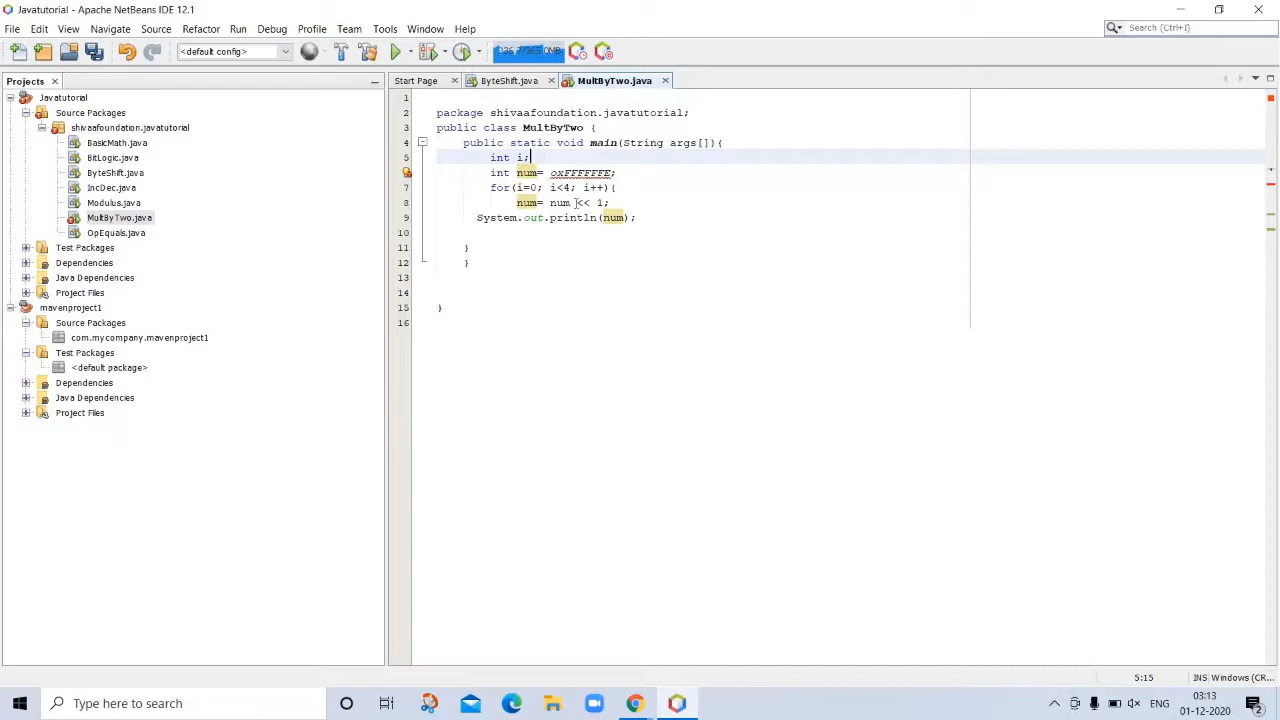 Javatutorial - Apache NetBeans IDE 12.1
File Edit View Navigate Source Refactor Run Debug Profile Team Tools Window Help
Search (Ctrl+I)
<default config>
Projects
Start Page ByteShift.java MultByTwo.java
Javatutorial
Source Packages
shivaafoundation.javatutorial
BasicMath.java
BitLogic.java
ByteShift.java
IncDec.java
Modulus.java
MultByTwo.java
OpEquals.java
Test Packages
Dependencies
Java Dependencies
Project Files
mavenproject1
Source Packages
com.mycompany.mavenproject1
Test Packages
<default package>
Dependencies
Java Dependencies
Project Files
1
2 package shivaafoundation.javatutorial;
3 public class MultByTwo {
4 public static void main(String args[]){
5 int i;
num= oxFFFFFFE;
7 for(i=0; i<4; i++){
8 num= num << 1;
9 System.out.println(num);
10
11 }
12 }
13
14
15 }
16
5:15 INS Windows (CR...
Type here to search
ENG
03:13
01-12-2020
2